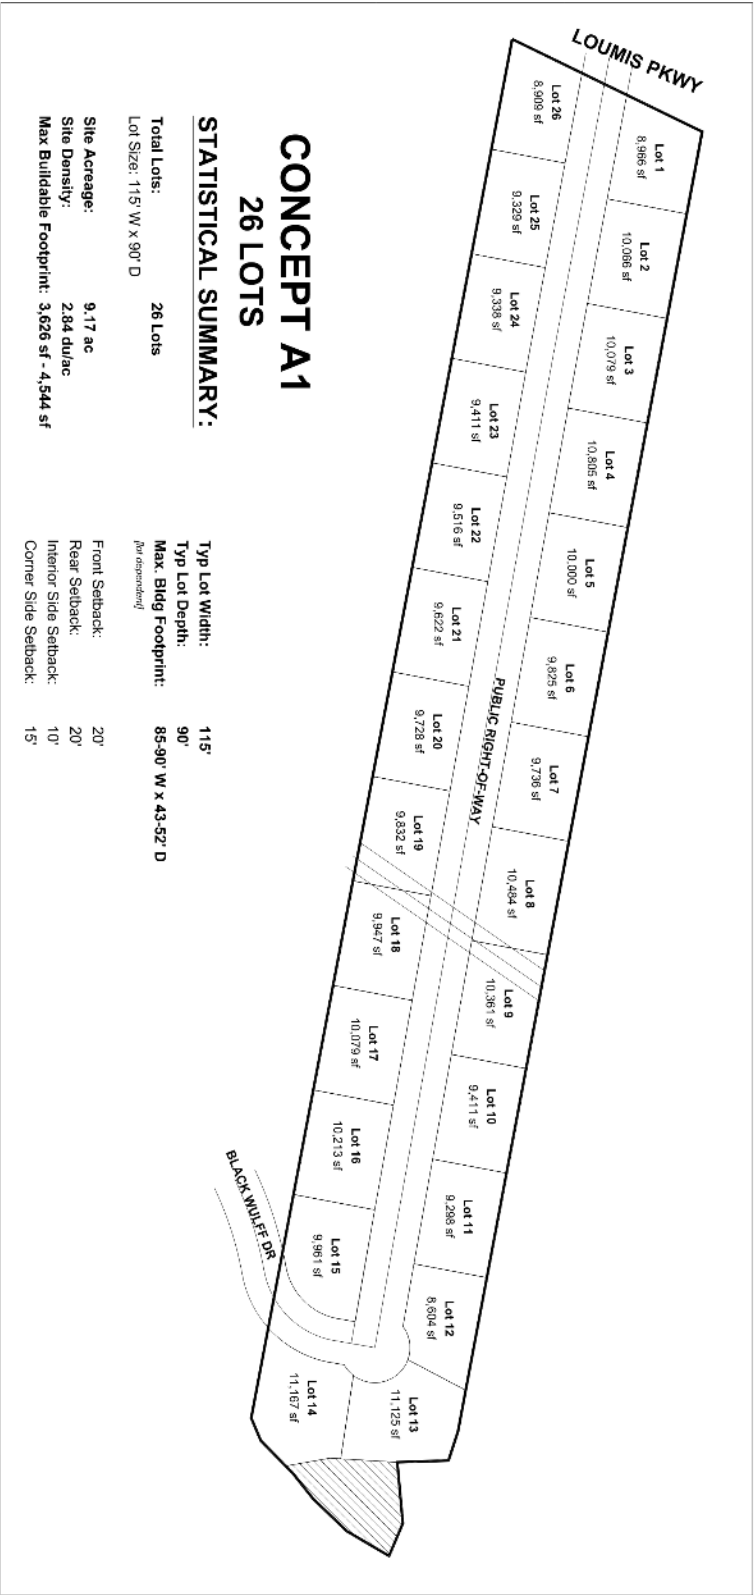 LOUMIS PKWY
Lot 1
8,966 sf
Lot 2
10,066 sf
Lot 3
10,079 sf
Lot 4
10,805 sf
Lot 5
10,000 sf
Lot 6
9,825 sf
Lot 7
9,736 sf
Lot 8
10,484 sf
Lot 9
10,361 sf
Lot 10
9,411 sf
Lot 11
9,298 sf
Lot 12
8,604 sf
Lot 13
11,125 sf
Lot 14
11,167 sf
Lot 15
9,961 sf
Lot 16
10,213 sf
Lot 17
10,079 sf
Lot 18
9,947 sf
Lot 19
9,832 sf
Lot 20
9,728 sf
Lot 21
9,622 sf
Lot 22
9,516 sf
Lot 23
9,411 sf
Lot 24
9,338 sf
Lot 25
9,329 sf
Lot 26
8,909 sf
PUBLIC RIGHT-OF-WAY
BLACK WULFF DR
CONCEPT A1
26 LOTS
STATISTICAL SUMMARY:
Total Lots: 26 Lots
Lot Size: 115' W x 90' D
Site Acreage: 9.17 ac
Site Density: 2.84 du/ac
Max Buildable Footprint: 3,626 sf - 4,544 sf
Typ Lot Width: 115'
Typ Lot Depth: 90'
Max. Bldg Footprint: 85-90' W x 43-52' D
[lot dependent]
Front Setback: 20'
Rear Setback: 20'
Interior Side Setback: 10'
Corner Side Setback: 15'